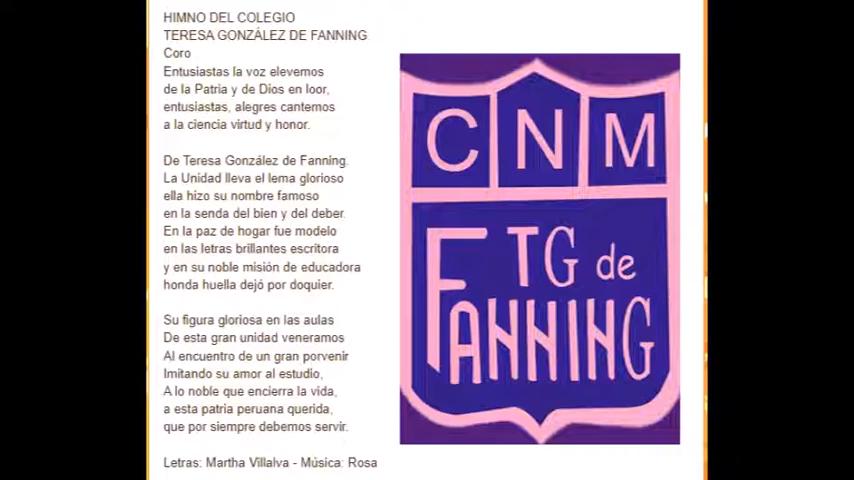 HIMNO DEL COLEGIO
TERESA GONZÁLEZ DE FANNING
Coro
Entusiastas la voz elevemos
de la Patria y de Dios en loor,
entusiastas, alegres cantemos
a la ciencia virtud y honor.
De Teresa González de Fanning.
La Unidad lleva el lema glorioso
ella hizo su nombre famoso
en la senda del bien y del deber.
En la paz de hogar fue modelo
en las letras brillantes escritora
y en su noble misión de educadora
honda huella dejó por doquier.
Su figura gloriosa en las aulas
De esta gran unidad veneramos
Al encuentro de un gran porvenir
Imitando su amor al estudio,
A lo noble que encierra la vida,
a esta patria peruana querida,
que por siempre debemos servir.
Letras: Martha Villalva - Música: Rosa
CNM
TG de
FANNING